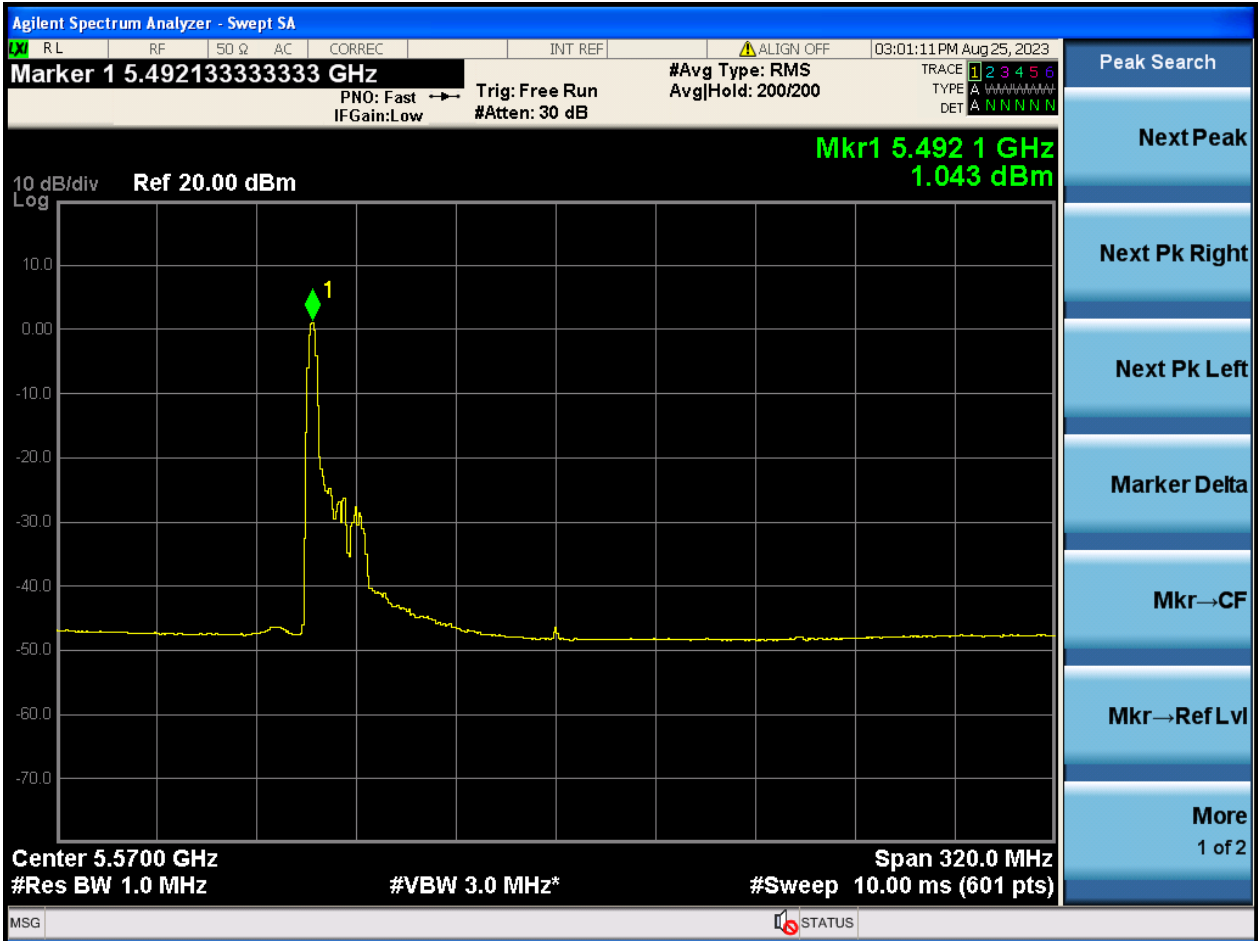 Agilent Spectrum Analyzer - Swept SA
LXI RL RF 50 Ω AC CORREC INT REF ALIGN OFF 03:01:11 PM Aug 25, 2023
Marker 1 5.492133333333 GHz
PNO: Fast
IFGain:Low
Trig: Free Run
#Atten: 30 dB
#Avg Type: RMS
Avg|Hold: 200/200
TRACE 1 2 3 4 5 6
TYPE A WWWWW
DET A N N N N N
Mkr1 5.492 1 GHz
1.043 dBm
10 dB/div Ref 20.00 dBm
Log
1
10.0
0.00
-10.0
-20.0
-30.0
-40.0
-50.0
-60.0
-70.0
Center 5.5700 GHz Span 320.0 MHz
#Res BW 1.0 MHz #VBW 3.0 MHz* #Sweep 10.00 ms (601 pts)
MSG STATUS
Peak Search
Next Peak
Next Pk Right
Next Pk Left
Marker Delta
Mkr→CF
Mkr→Ref Lvl
More
1 of 2